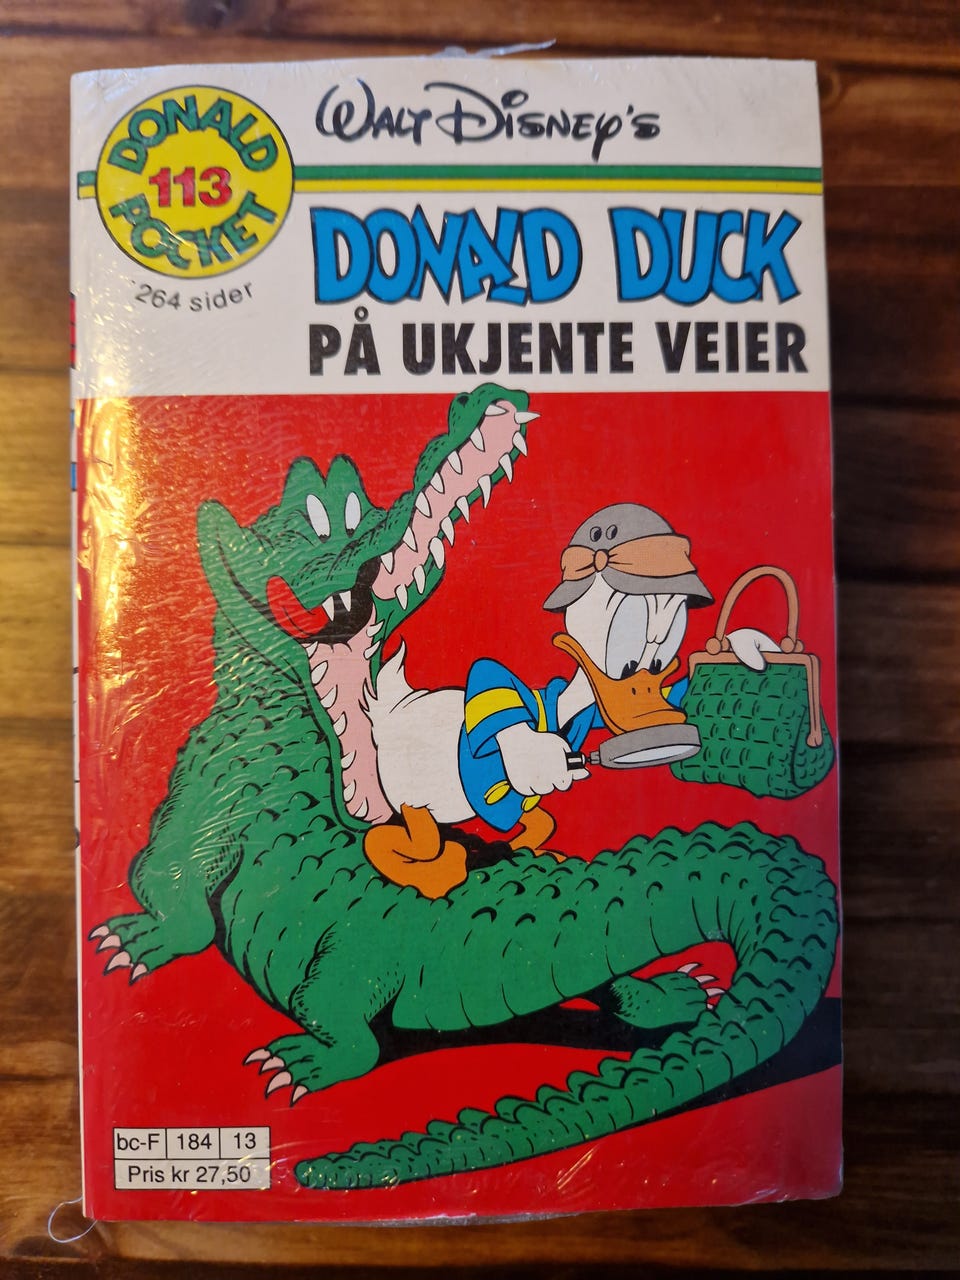 DONALD
113
POCKET
264 sider
Walt Disney's
DONALD DUCK
PÅ UKJENTE VEIER
bc-F 184 13
Pris kr 27,50